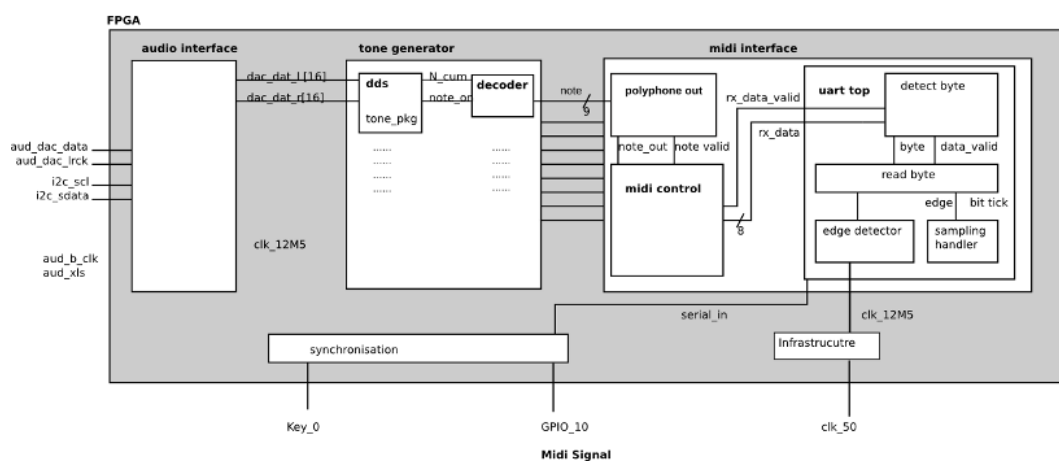 FPGA
audio interface
tone generator
midi interface
dac_dat_l [16]
dac_dat_r[16]
dds
tone_pkg
N_cum
note_on
decoder
note
9
polyphone out
note_out
note valid
midi control
rx_data_valid
rx_data
8
uart top
detect byte
byte
data_valid
read byte
edge
bit tick
edge detector
sampling
handler
......
......
......
......
......
......
......
......
aud_dac_data
aud_dac_lrck
i2c_scl
i2c_sdata
aud_b_clk
aud_xls
clk_12M5
serial_in
clk_12M5
synchronisation
Infrastrucutre
Key_0
GPIO_10
clk_50
Midi Signal